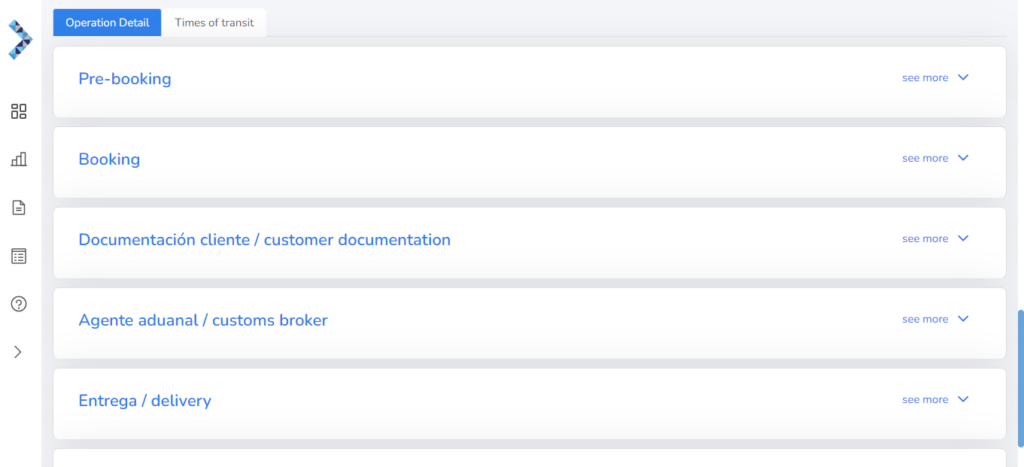 Operation Detail
Times of transit
Pre-booking
see more
Booking
see more
Documentación cliente / customer documentation
see more
Agente aduanal / customs broker
see more
Entrega / delivery
see more